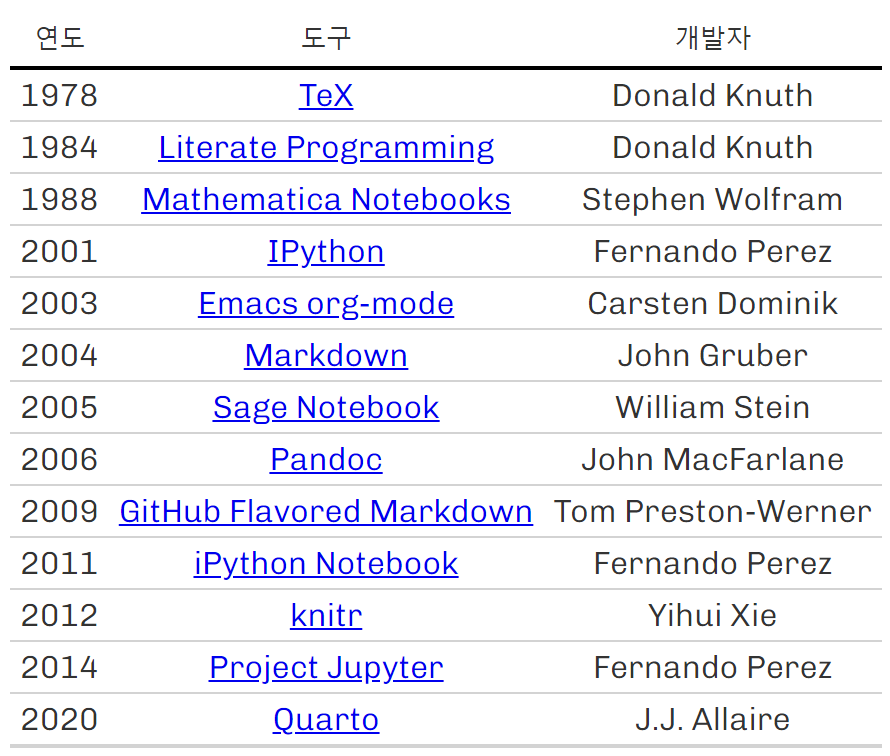 연도 도구 개발자
1978 TeX Donald Knuth
1984 Literate Programming Donald Knuth
1988 Mathematica Notebooks Stephen Wolfram
2001 IPython Fernando Perez
2003 Emacs org-mode Carsten Dominik
2004 Markdown John Gruber
2005 Sage Notebook William Stein
2006 Pandoc John MacFarlane
2009 GitHub Flavored Markdown Tom Preston-Werner
2011 iPython Notebook Fernando Perez
2012 knitr Yihui Xie
2014 Project Jupyter Fernando Perez
2020 Quarto J.J. Allaire